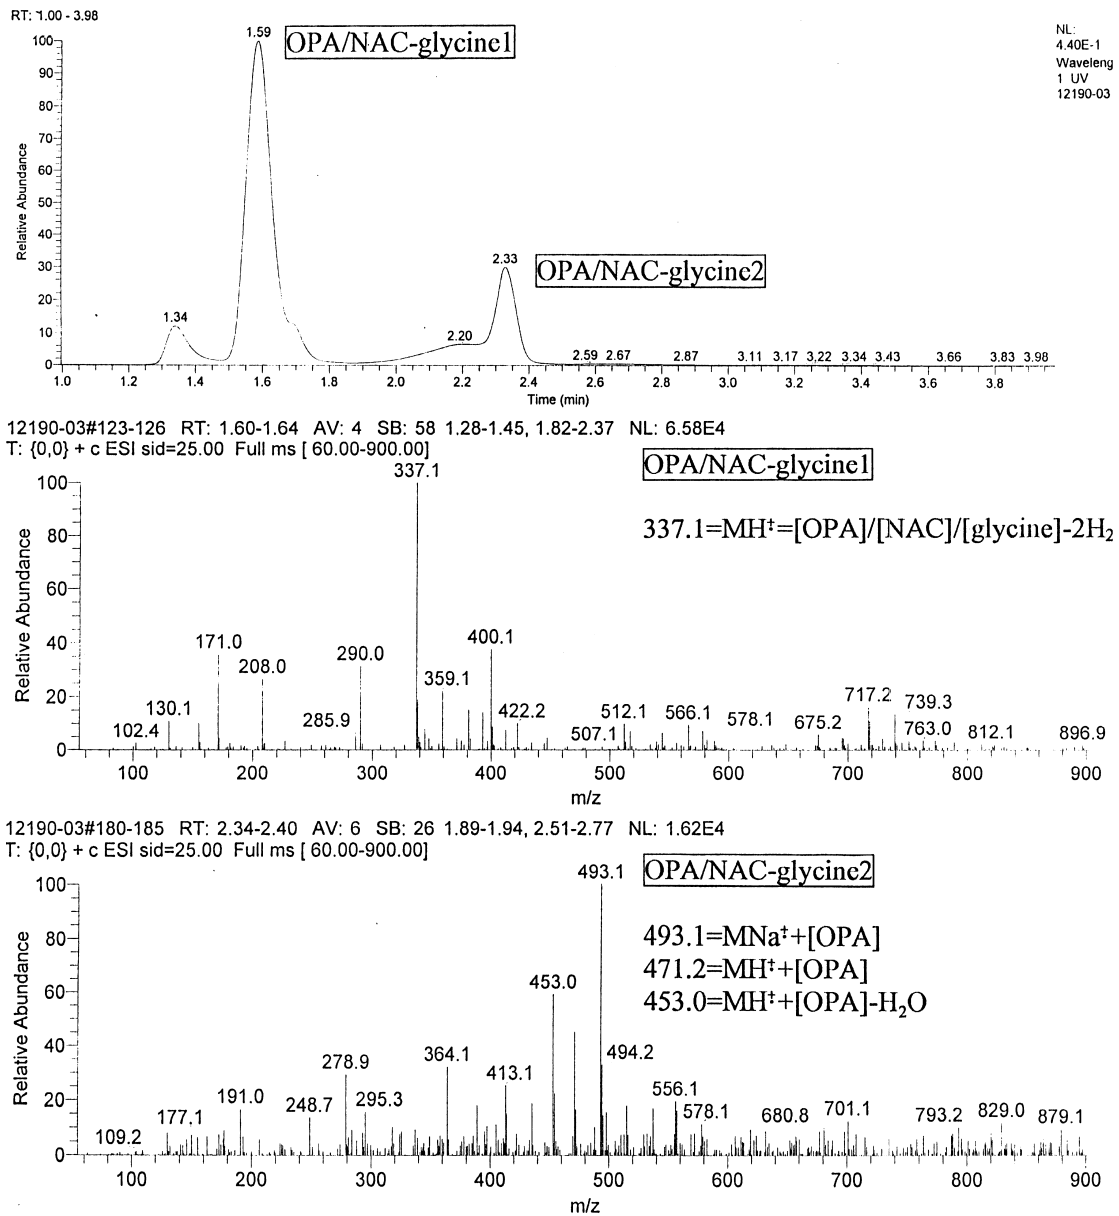 RT: 1.00 - 3.98
NL:
4.40E-1
Waveleng
1 UV
12190-03
OPA/NAC-glycine1
OPA/NAC-glycine2
Relative Abundance
100
90
80
70
60
50
40
30
20
10
0
1.34
1.59
2.20
2.33
2.59 2.67 2.87 3.11 3.17 3.22 3.34 3.43 3.66 3.83 3.98
1.0 1.2 1.4 1.6 1.8 2.0 2.2 2.4 2.6 2.8 3.0 3.2 3.4 3.6 3.8
Time (min)
12190-03#123-126 RT: 1.60-1.64 AV: 4 SB: 58 1.28-1.45, 1.82-2.37 NL: 6.58E4
T: {0,0} + c ESI sid=25.00 Full ms [ 60.00-900.00]
OPA/NAC-glycine1
337.1=MH‡=[OPA]/[NAC]/[glycine]-2H2
Relative Abundance
100
80
60
40
20
0
102.4 130.1 171.0 208.0 285.9 290.0 337.1 359.1 400.1 422.2 507.1 512.1 566.1 578.1 675.2 717.2 739.3 763.0 812.1 896.9
100 200 300 400 500 600 700 800 900
m/z
12190-03#180-185 RT: 2.34-2.40 AV: 6 SB: 26 1.89-1.94, 2.51-2.77 NL: 1.62E4
T: {0,0} + c ESI sid=25.00 Full ms [ 60.00-900.00]
OPA/NAC-glycine2
493.1=MNa‡+[OPA]
471.2=MH‡+[OPA]
453.0=MH‡+[OPA]-H2O
Relative Abundance
100
80
60
40
20
0
109.2 177.1 191.0 248.7 278.9 295.3 364.1 413.1 453.0 493.1 494.2 556.1 578.1 680.8 701.1 793.2 829.0 879.1
100 200 300 400 500 600 700 800 900
m/z